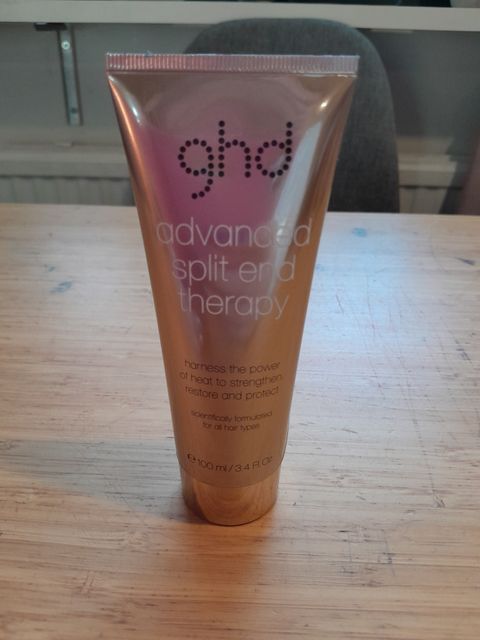 ghd
advanced
split end
therapy
harness the power
of heat to strengthen,
restore and protect
scientifically formulated
for all hair types
℮100 ml / 3.4 Fl. Oz